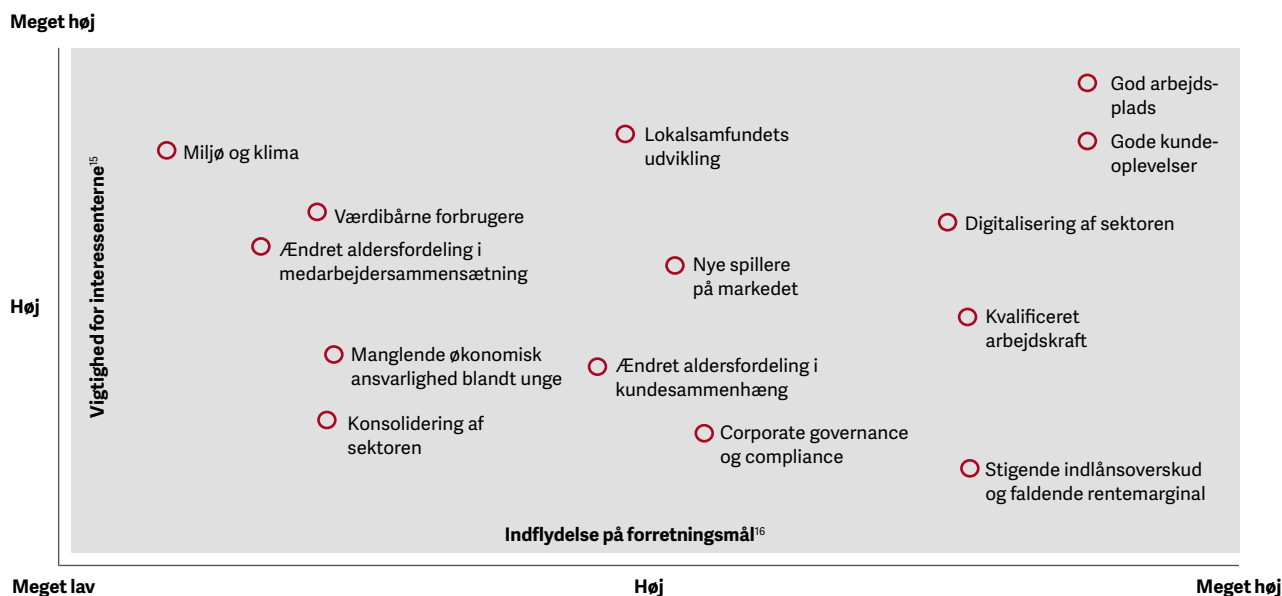 Meget høj
God arbejds-
plads
Lokalsamfundets
udvikling
Gode kunde-
oplevelser
Miljø og klima
Værdibårne forbrugere
Digitalisering af sektoren
Ændret aldersfordeling i
medarbejdersammensætning
Nye spillere
på markedet
Høj
Vigtighed for interessenterne15
Kvalificeret
arbejdskraft
Manglende økonomisk
ansvarlighed blandt unge
Ændret aldersfordeling i
kundesammenhæng
Konsolidering af
sektoren
Corporate governance
og compliance
Stigende indlånsoverskud
og faldende rentemarginal
Indflydelse på forretningsmål16
Meget lav
Høj
Meget høj